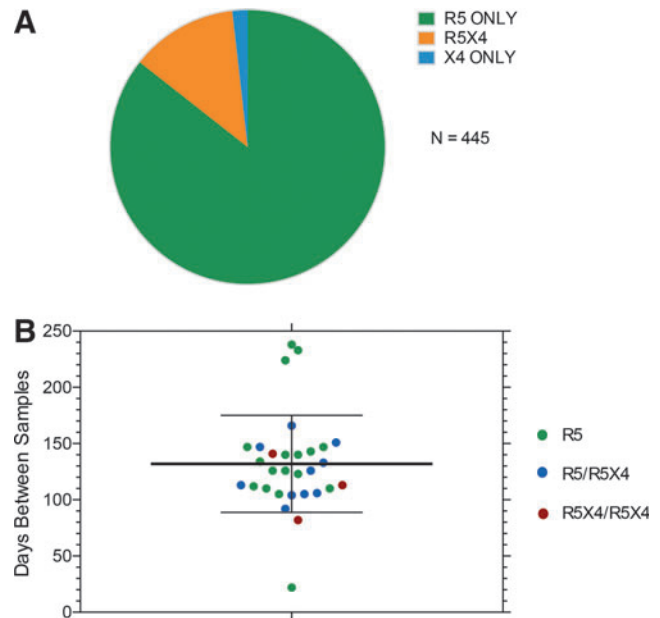 A
R5 ONLY
R5X4
X4 ONLY
N = 445
B
250
200
150
100
50
0
Days Between Samples
R5
R5/R5X4
R5X4/R5X4